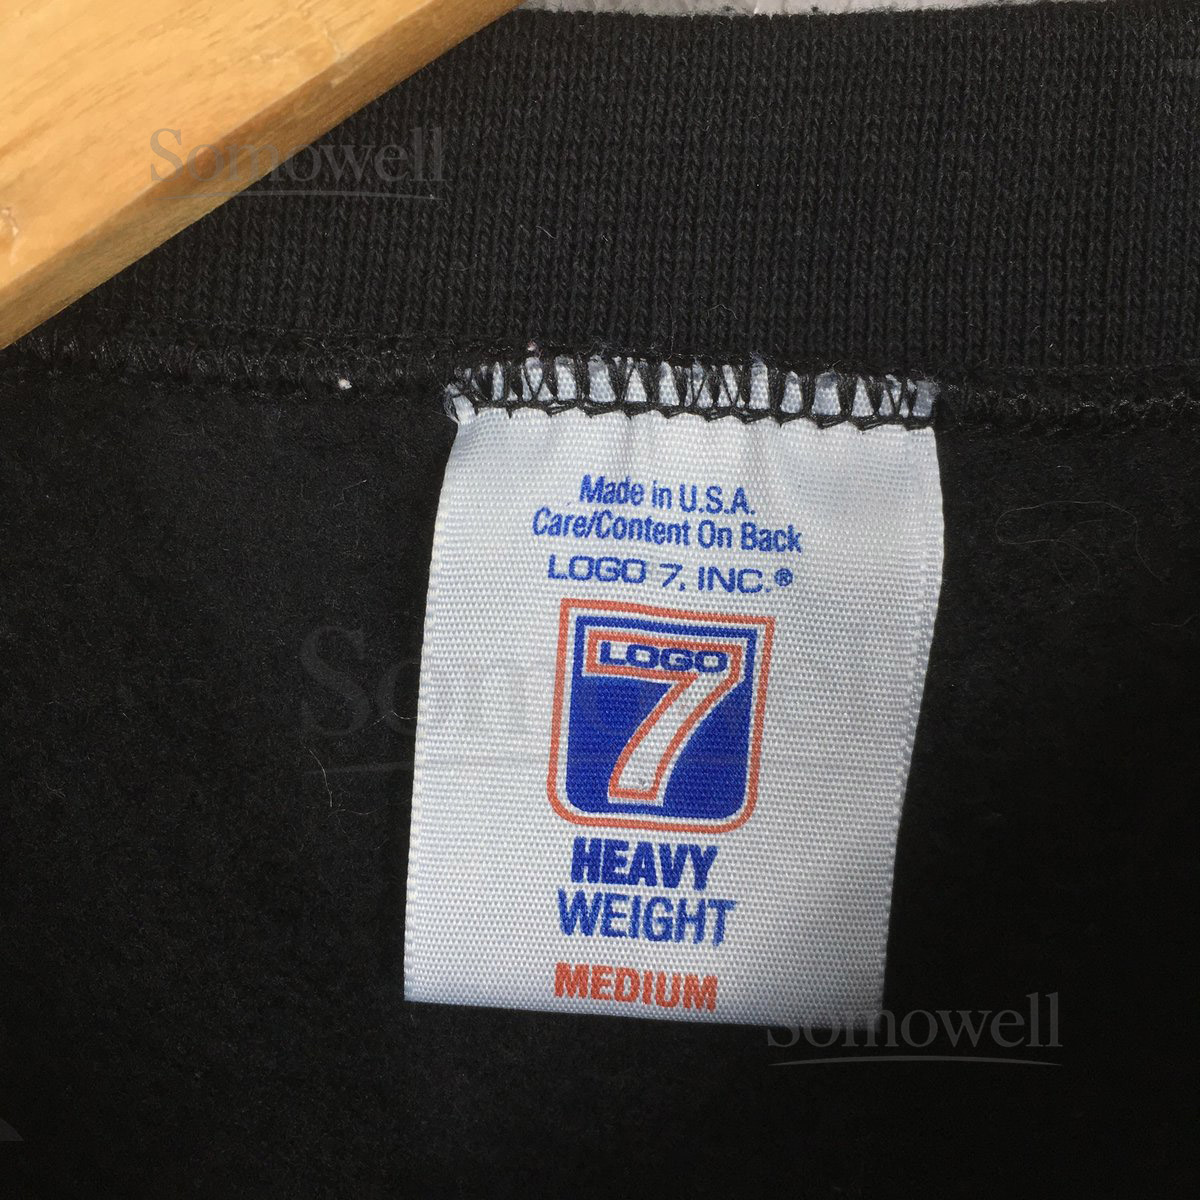 Somowell
Made in U.S.A.
Care/Content On Back
LOGO 7, INC.®
LOGO
7
HEAVY
WEIGHT
MEDIUM
Somowell